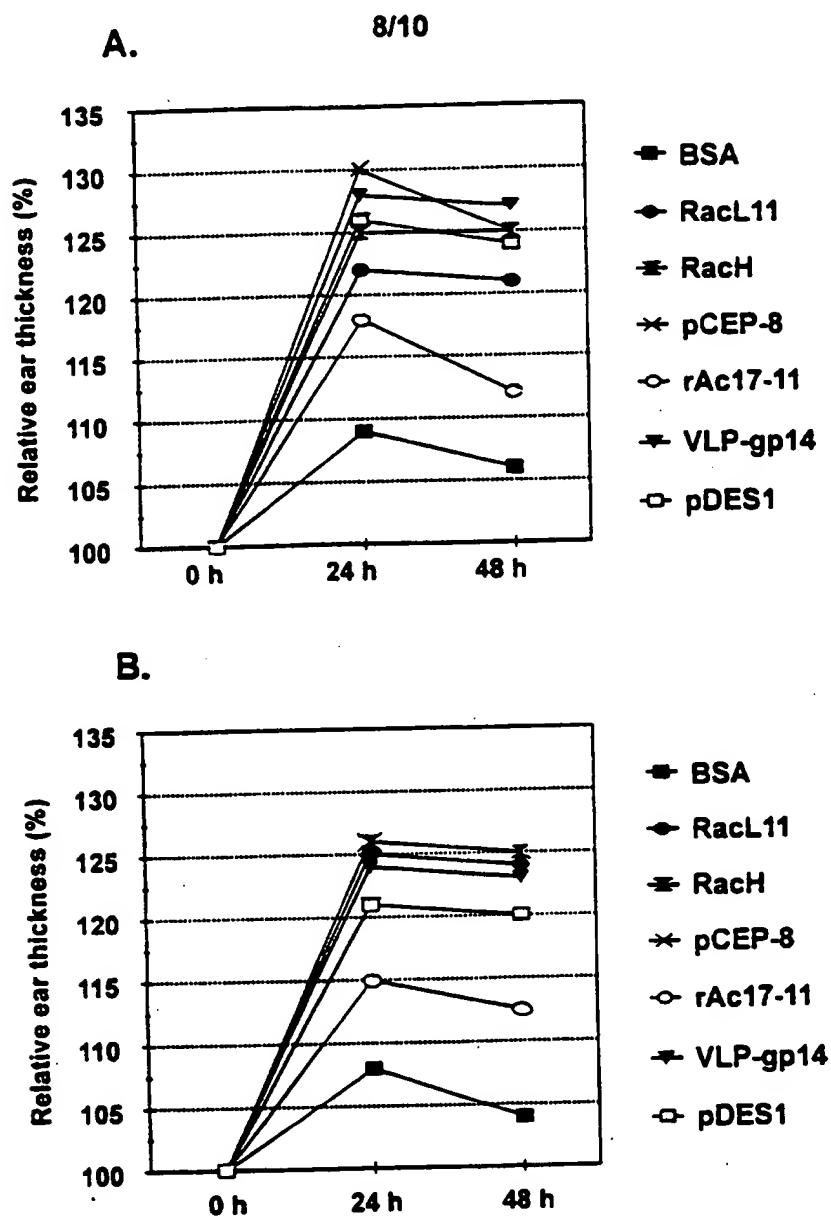 8/10
A.
Relative ear thickness (%)
135
130
125
120
115
110
105
100
0 h
24 h
48 h
BSA
RacL11
RacH
pCEP-8
rAc17-11
VLP-gp14
pDES1
B.
Relative ear thickness (%)
135
130
125
120
115
110
105
100
0 h
24 h
48 h
BSA
RacL11
RacH
pCEP-8
rAc17-11
VLP-gp14
pDES1